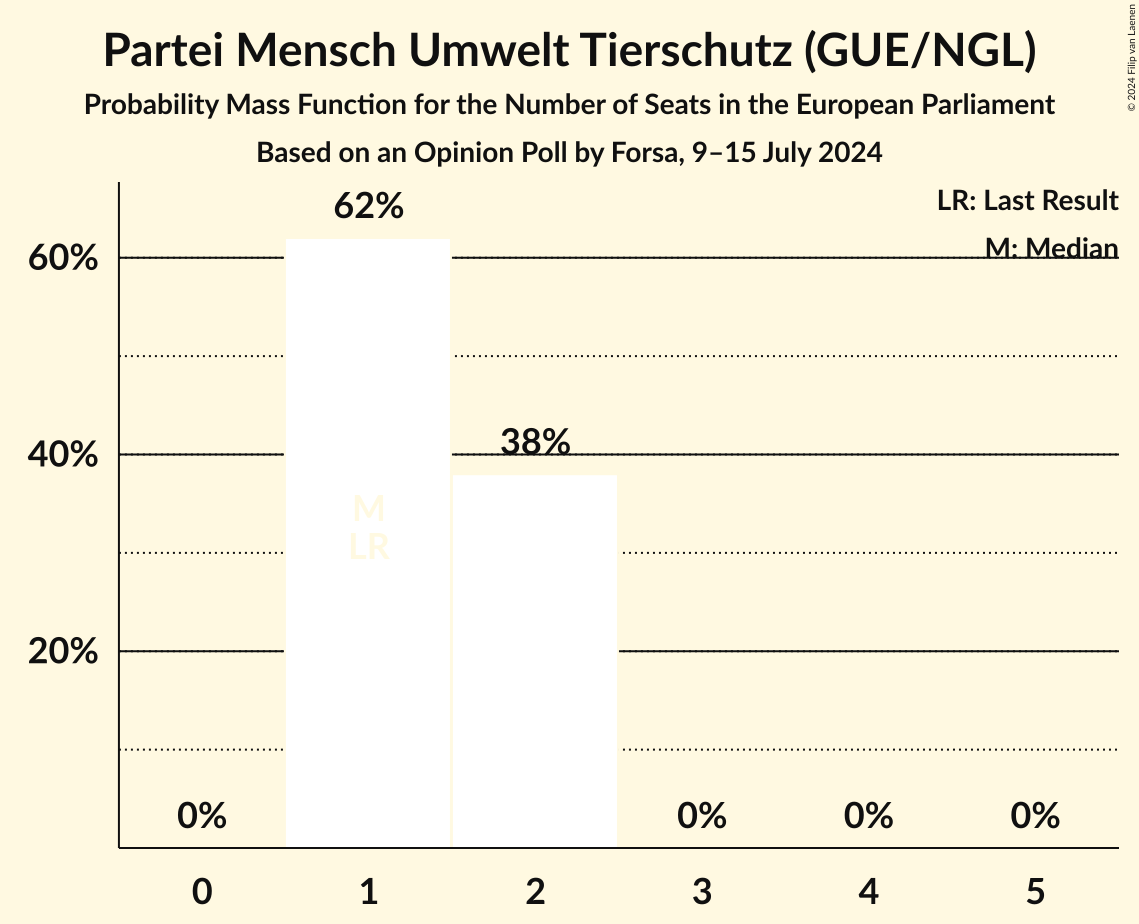 Partei Mensch Umwelt Tierschutz (GUE/NGL)
Probability Mass Function for the Number of Seats in the European Parliament
Based on an Opinion Poll by Forsa, 9–15 July 2024
© 2024 Filip van Laenen
LR: Last Result
M: Median
60%
40%
20%
62%
38%
M
LR
0%
0%
0%
0%
0 1 2 3 4 5